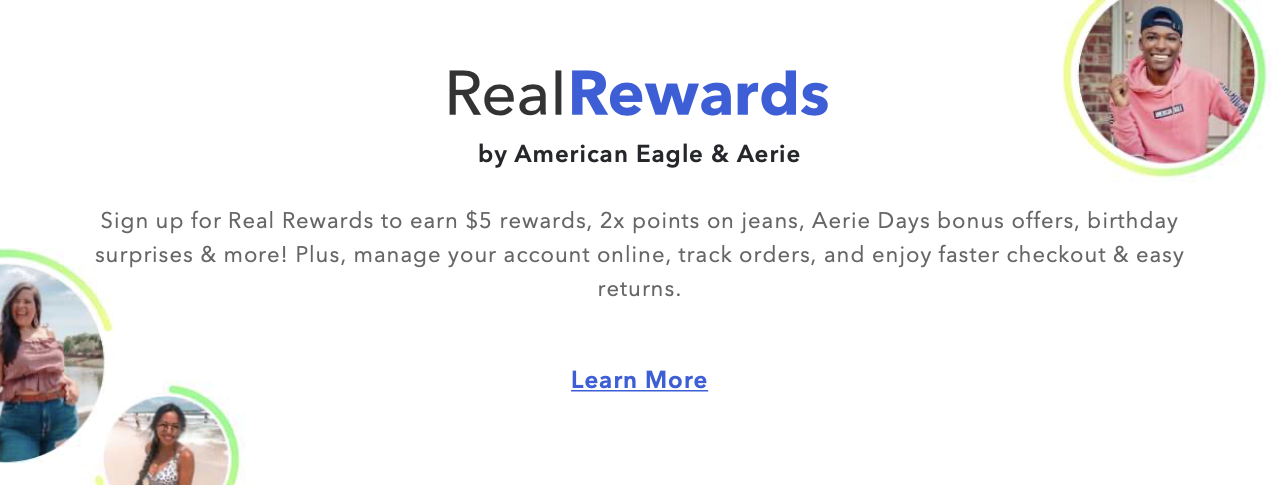 RealRewards
by American Eagle & Aerie
Sign up for Real Rewards to earn $5 rewards, 2x points on jeans, Aerie Days bonus offers, birthday
surprises & more! Plus, manage your account online, track orders, and enjoy faster checkout & easy
returns.
Learn More
AMERICAN EAGLE